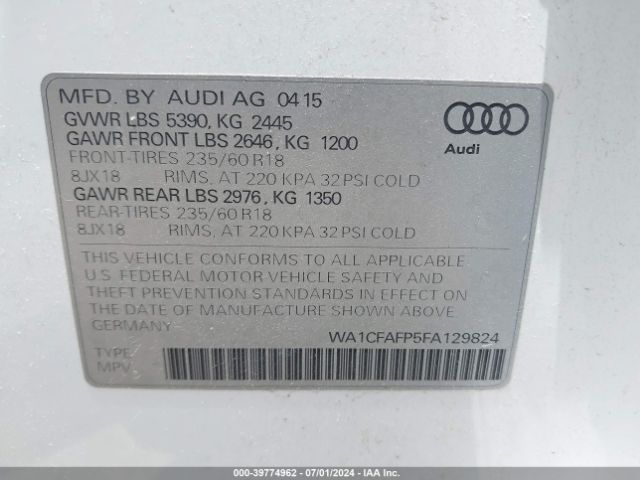 MFD. BY AUDI AG 04 15
GVWR LBS 5390, KG 2445
GAWR FRONT LBS 2646, KG 1200
FRONT-TIRES 235/60 R18
8JX18 RIMS, AT 220 KPA 32 PSI COLD
GAWR REAR LBS 2976, KG 1350
REAR-TIRES 235/60 R18
8JX18 RIMS, AT 220 KPA 32 PSI COLD
Audi
THIS VEHICLE CONFORMS TO ALL APPLICABLE
U.S. FEDERAL MOTOR VEHICLE SAFETY AND
THEFT PREVENTION STANDARDS IN EFFECT ON
THE DATE OF MANUFACTURE SHOWN ABOVE
GERMANY
WA1CFAFP5FA129824
TYPE:
MPV
000-39774962 - 07/01/2024 - IAA Inc.